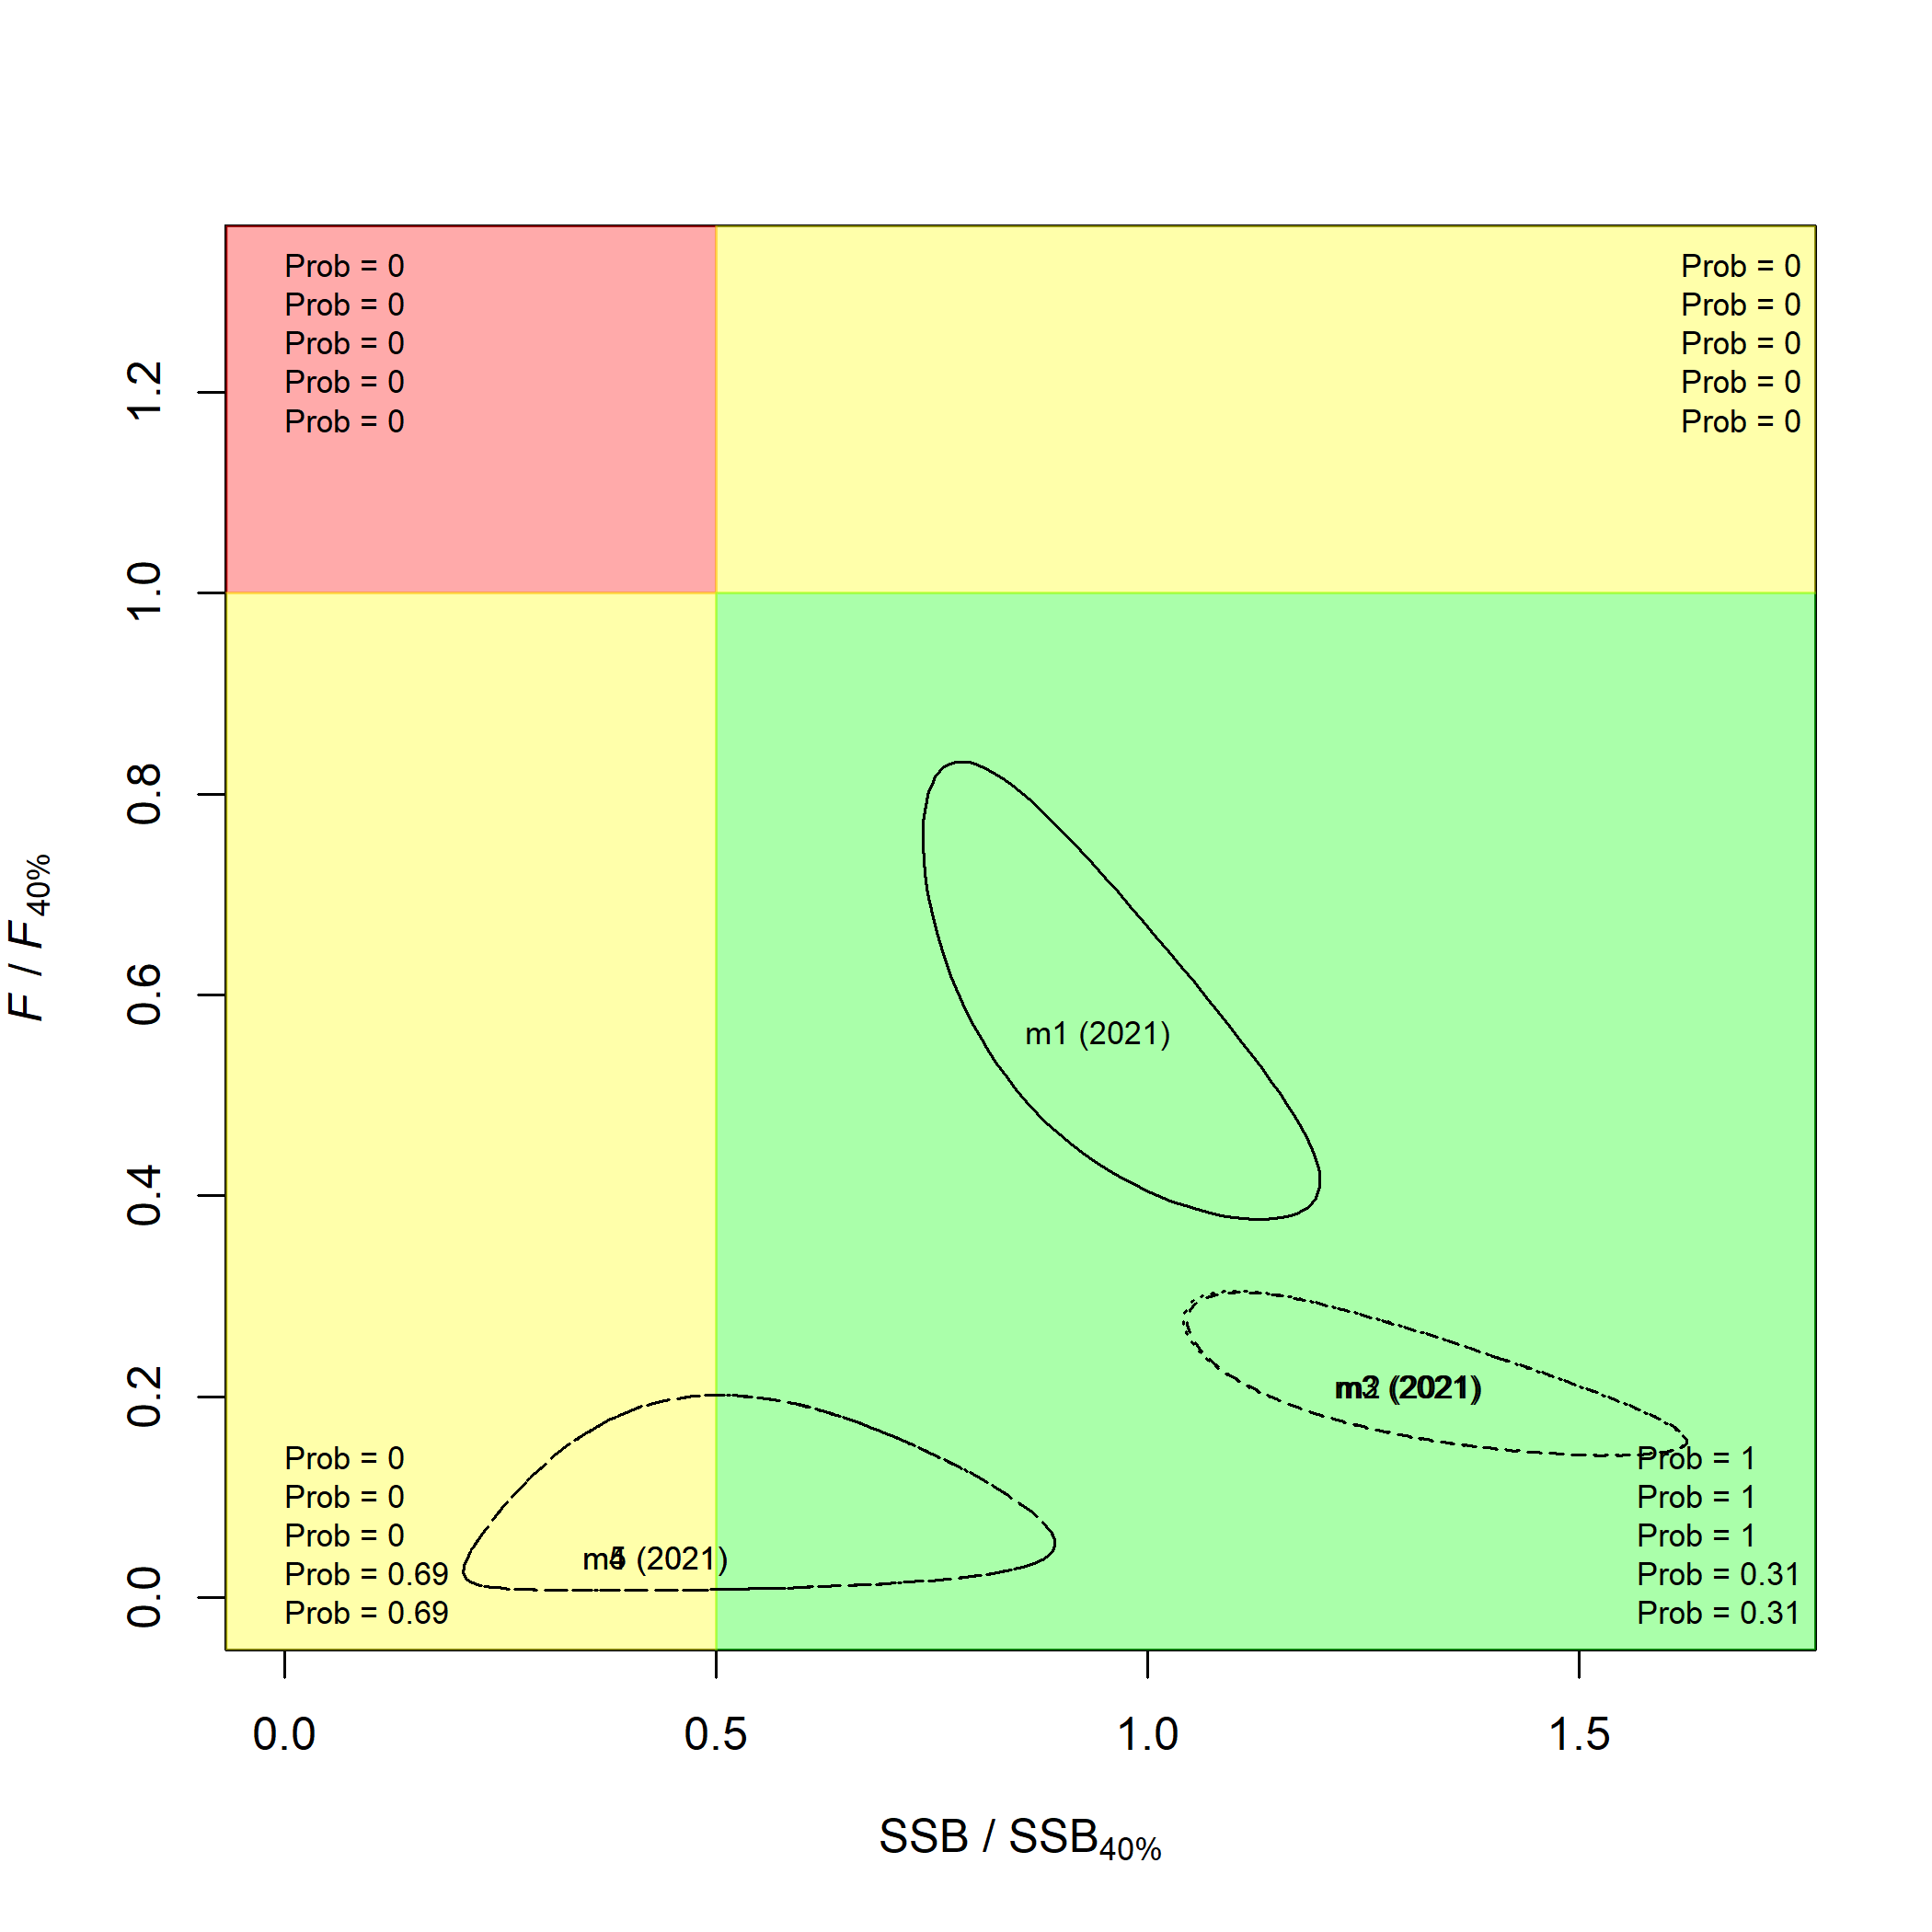 Prob = 0
Prob = 0
Prob = 0
Prob = 0
Prob = 0
Prob = 0
Prob = 0
Prob = 0
Prob = 0
Prob = 0
1.2
1.0
0.8
0.6
0.4
0.2
0.0
F / F40%
m1 (2021)
(2021)
(2021)
Prob = 0
Prob = 0
Prob = 0
Prob = 0.69
Prob = 0.69
Prob = 1
Prob = 1
Prob = 1
Prob = 0.31
Prob = 0.31
0.0
0.5
1.0
1.5
SSB / SSB40%